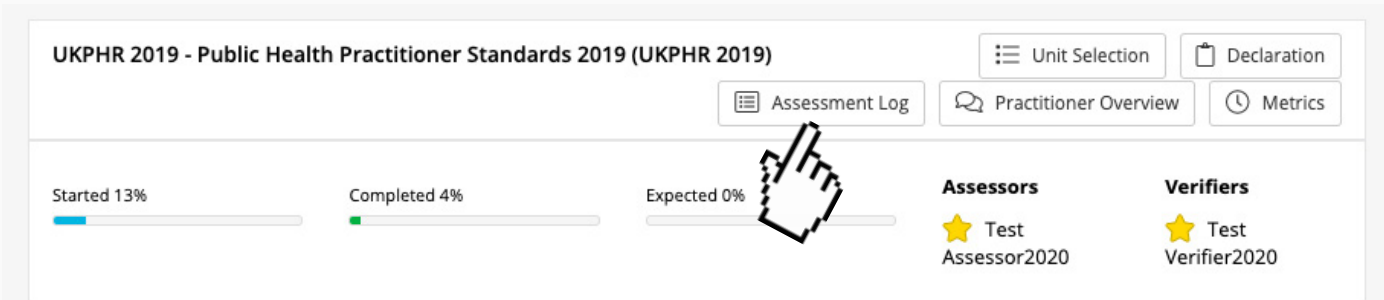 UKPHR 2019 - Public Health Practitioner Standards 2019 (UKPHR 2019)
Unit Selection
Declaration
Assessment Log
Practitioner Overview
Metrics
Started 13%
Completed 4%
Expected 0%
Assessors
Test
Assessor2020
Verifiers
Test
Verifier2020